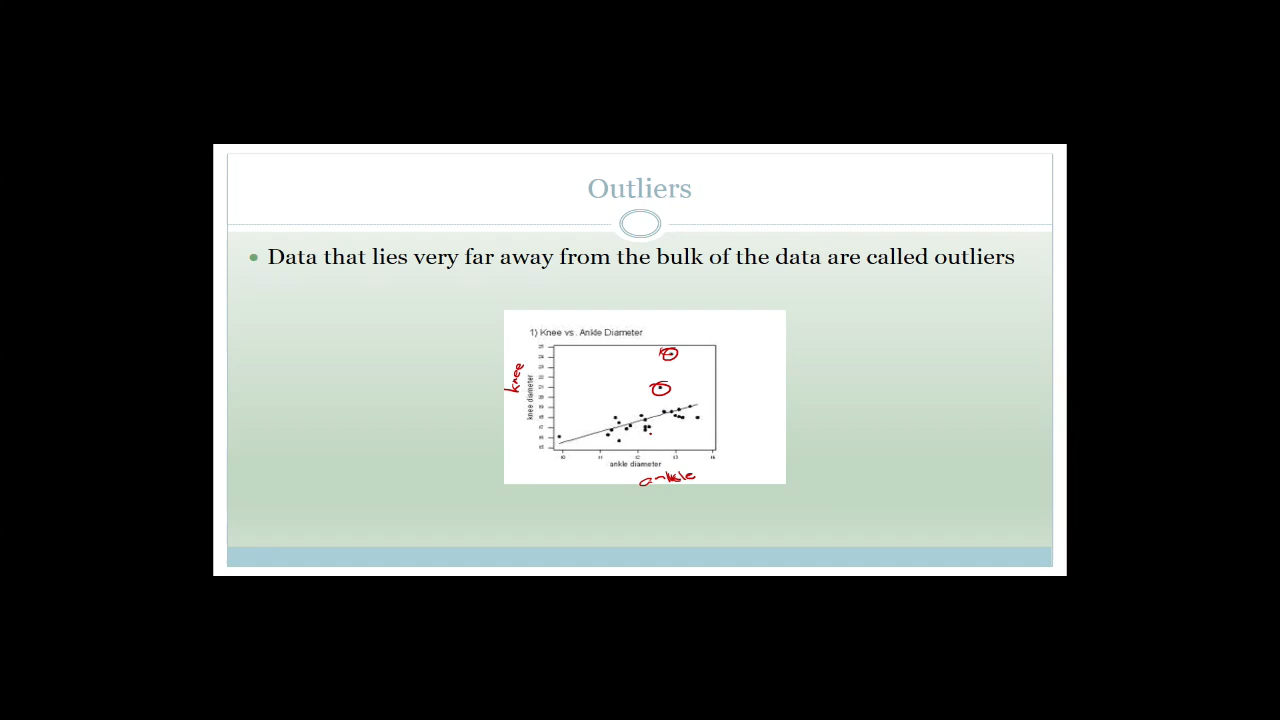 Outliers
Data that lies very far away from the bulk of the data are called outliers
1) Knee vs. Ankle Diameter
knee
knee diameter
ankle diameter
ankle